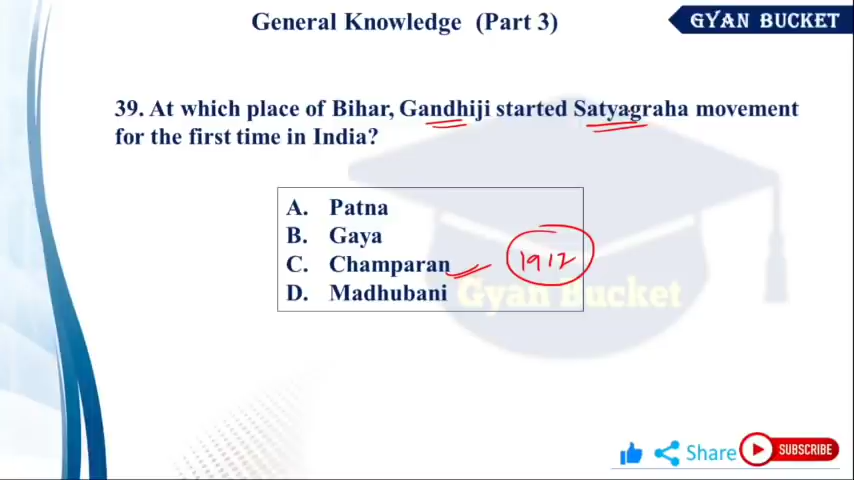 General Knowledge (Part 3)
GYAN BUCKET
39. At which place of Bihar, Gandhiji started Satyagraha movement
for the first time in India?
A. Patna
B. Gaya
C. Champaran
1917
D. Madhubani
Gyan Bucket
Share
SUBSCRIBE